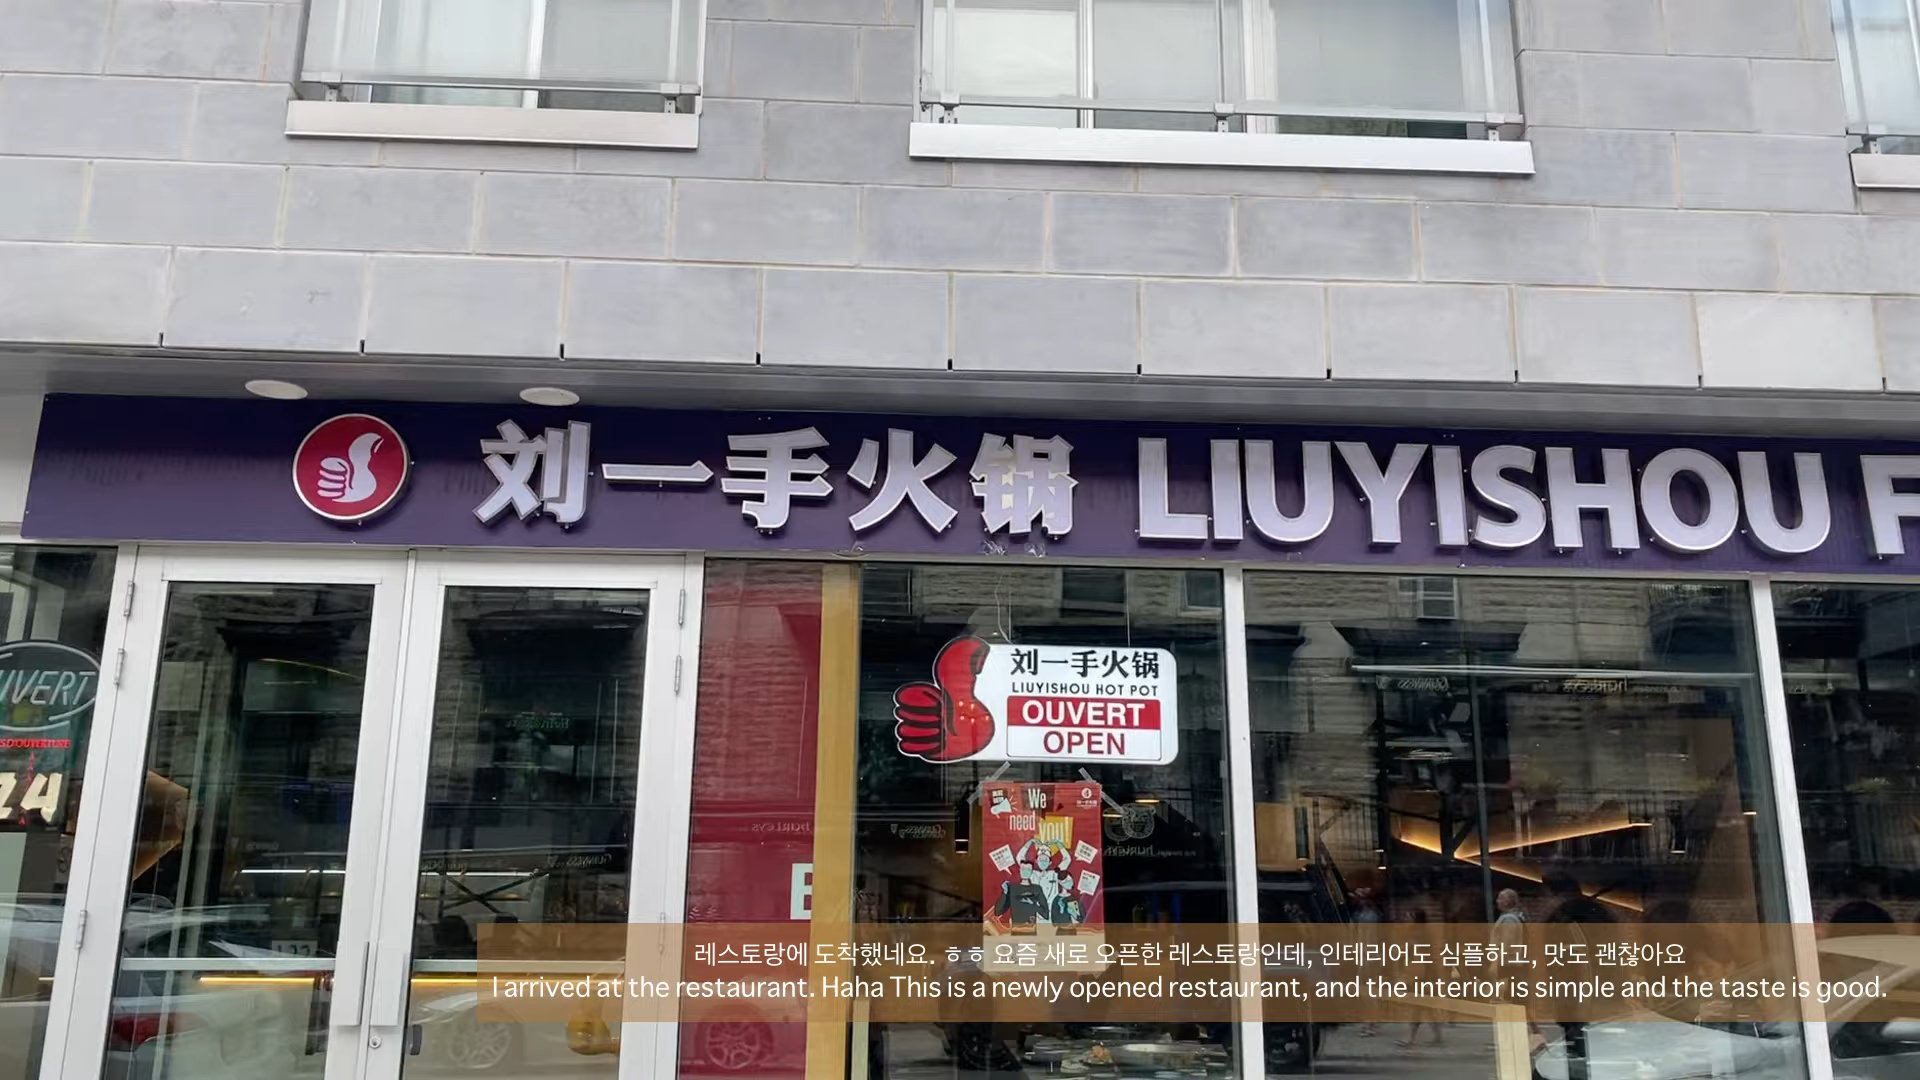 刘一手火锅 LIUYISHOU F
刘一手火锅
LIUYISHOU HOT POT
OUVERT
OPEN
We
need you!
레스토랑에 도착했네요. ㅎㅎ 요즘 새로 오픈한 레스토랑인데, 인테리어도 심플하고, 맛도 괜찮아요
I arrived at the restaurant. Haha This is a newly opened restaurant, and the interior is simple and the taste is good.